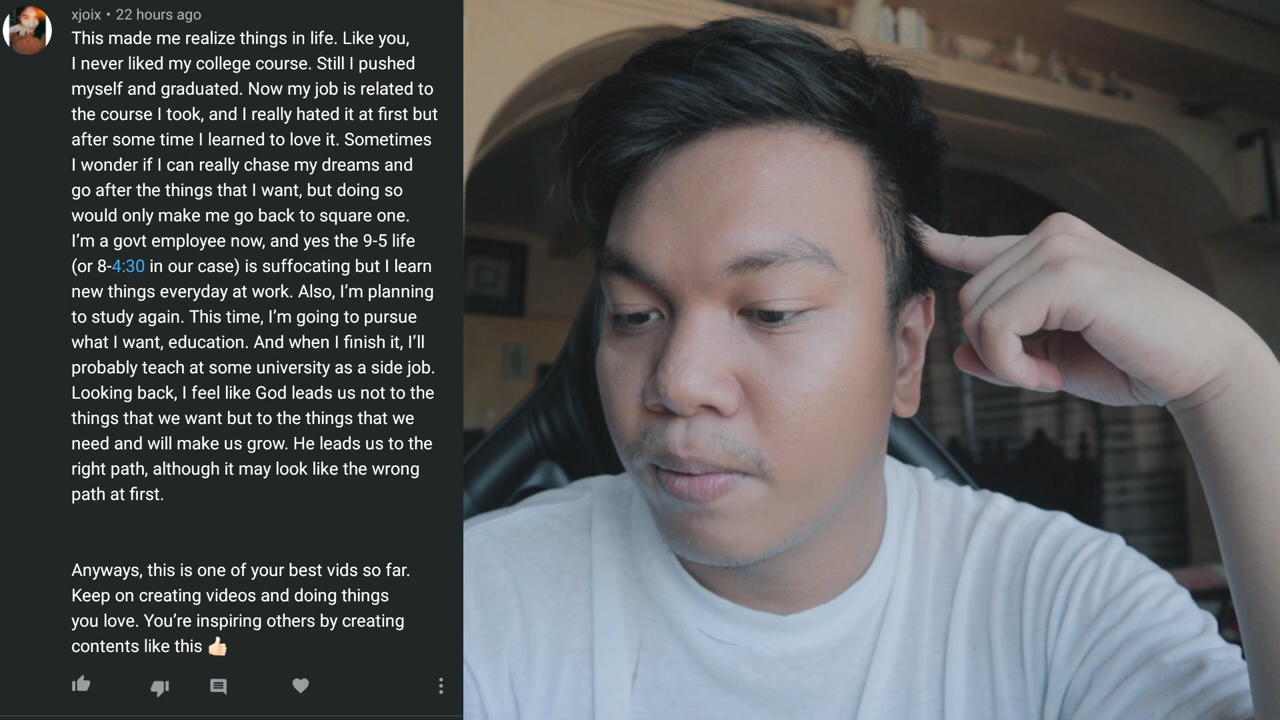 xjoix • 22 hours ago
This made me realize things in life. Like you,
I never liked my college course. Still I pushed
myself and graduated. Now my job is related to
the course I took, and I really hated it at first but
after some time I learned to love it. Sometimes
I wonder if I can really chase my dreams and
go after the things that I want, but doing so
would only make me go back to square one.
I’m a govt employee now, and yes the 9-5 life
(or 8-4:30 in our case) is suffocating but I learn
new things everyday at work. Also, I’m planning
to study again. This time, I’m going to pursue
what I want, education. And when I finish it, I’ll
probably teach at some university as a side job.
Looking back, I feel like God leads us not to the
things that we want but to the things that we
need and will make us grow. He leads us to the
right path, although it may look like the wrong
path at first.
Anyways, this is one of your best vids so far.
Keep on creating videos and doing things
you love. You’re inspiring others by creating
contents like this 👍🏻